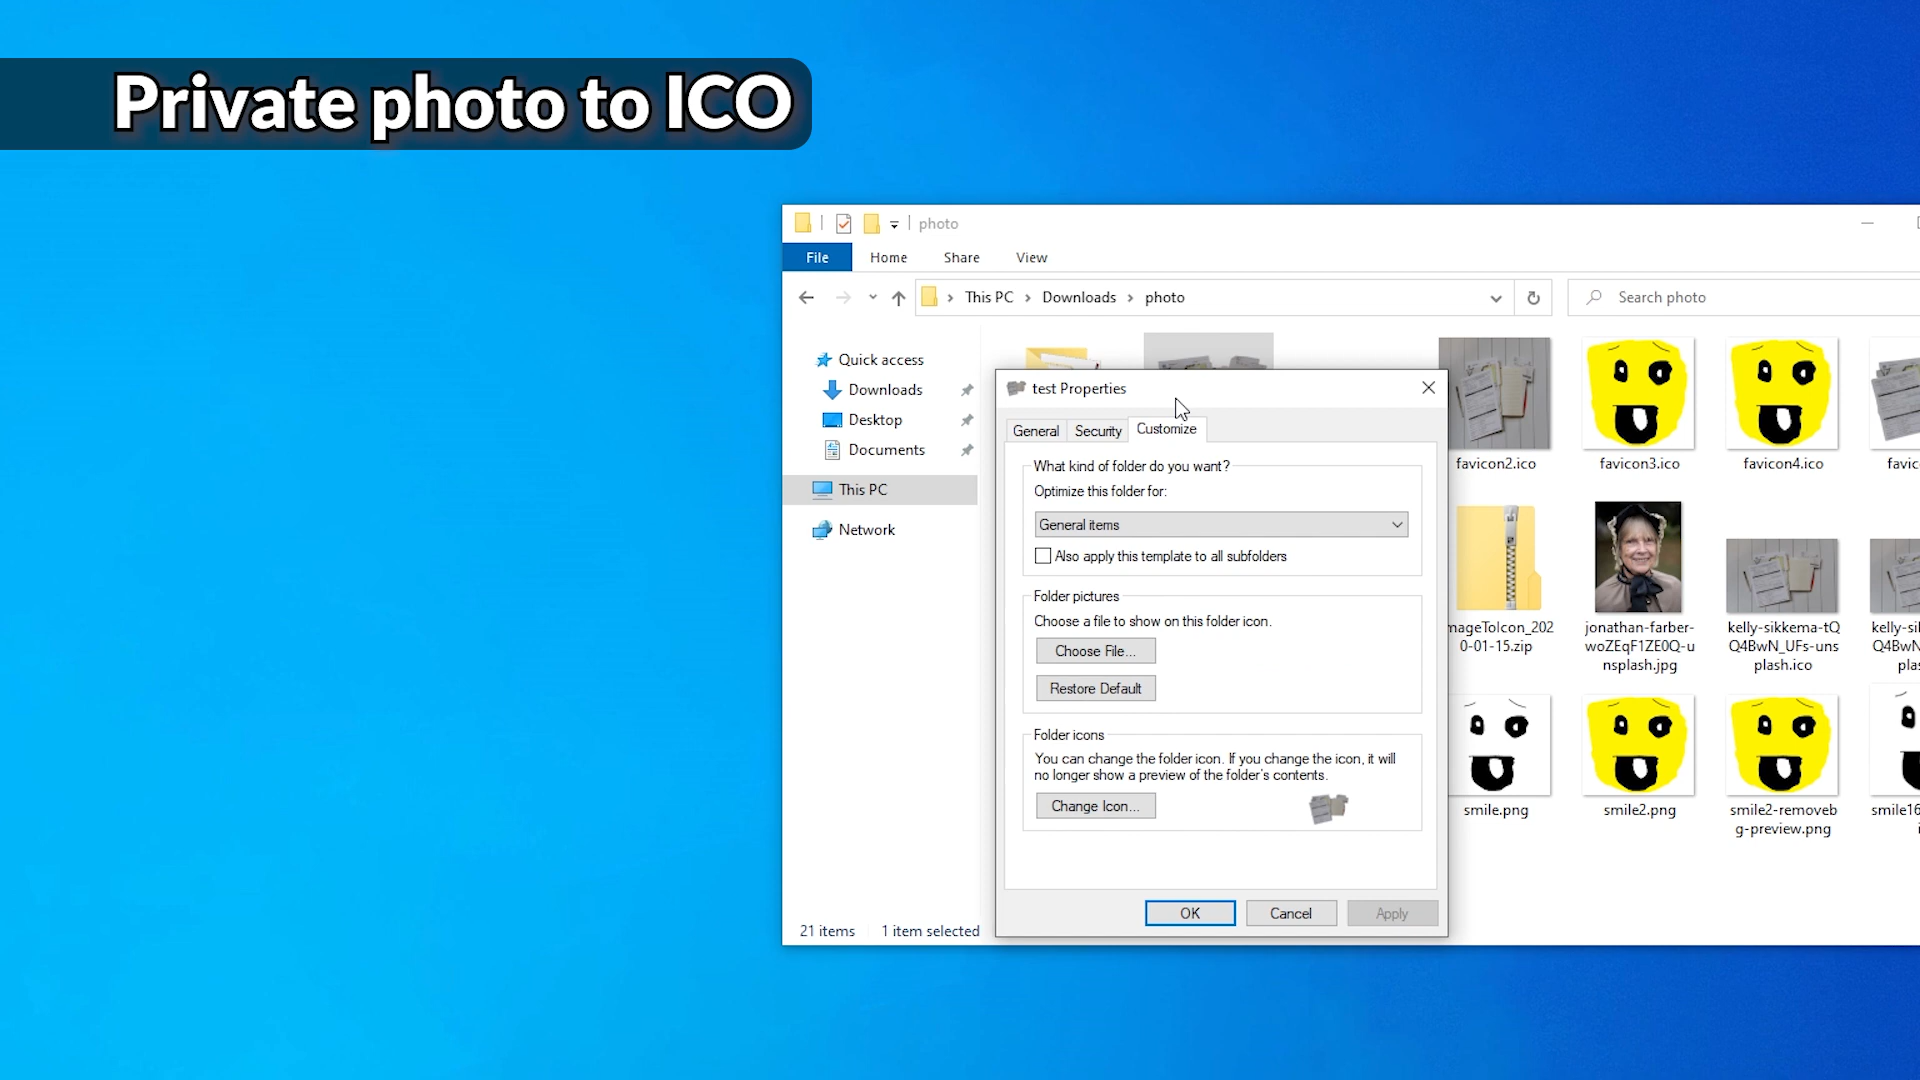 Private photo to ICO
photo
File
Home
Share
View
This PC
Downloads
photo
Search photo
Quick access
Downloads
Desktop
Documents
This PC
Network
test Properties
General
Security
Customize
What kind of folder do you want?
Optimize this folder for:
General items
Also apply this template to all subfolders
Folder pictures
Choose a file to show on this folder icon.
Choose File...
Restore Default
Folder icons
You can change the folder icon. If you change the icon, it will
no longer show a preview of the folder's contents.
Change Icon...
OK
Cancel
Apply
favicon2.ico
favicon3.ico
favicon4.ico
favic
mageToIcon_202
0-01-15.zip
jonathan-farber-
woZEqF1ZE0Q-u
nsplash.jpg
kelly-sikkema-tQ
Q4BwN_UFs-uns
plash.ico
kelly-si
Q4BwN
plas
smile.png
smile2.png
smile2-removeb
g-preview.png
smile16
21 items
1 item selected